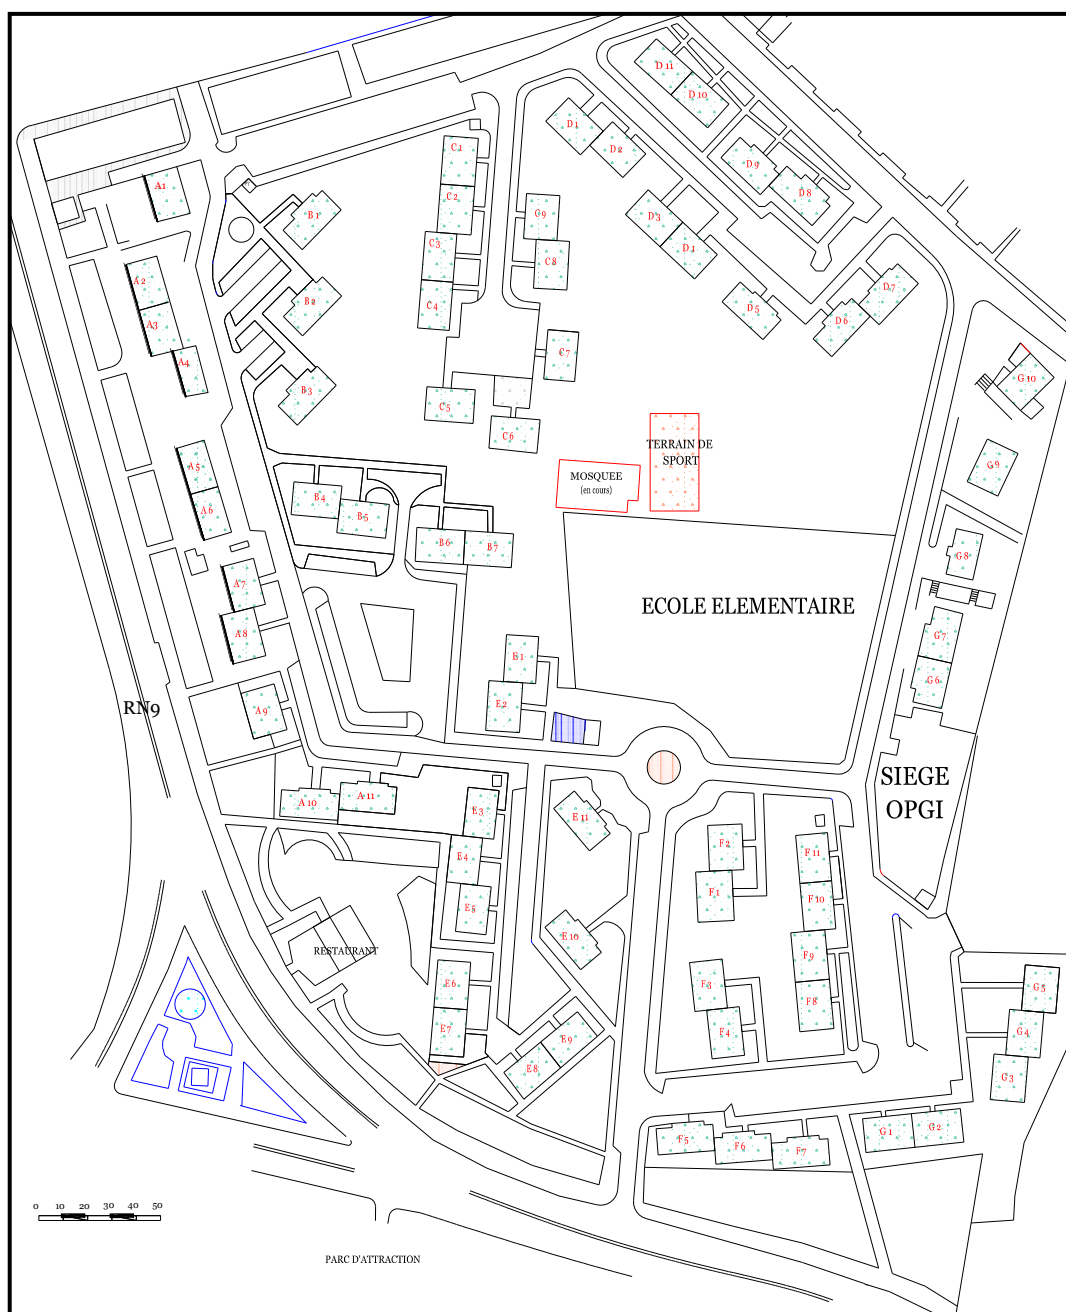 D 11
D 10
D 1
D 2
C 1
D 9
A 1
C 2
D 8
B 1
G 9
D 3
C 3
D 1
C 8
A 2
D 7
B 2
C 4
D 5
D 6
A 3
C 7
A 4
G 10
B 3
C 5
C 6
TERRAIN DE
SPORT
A 5
MOSQUEE
(en cours)
G 9
B 4
A 6
B 5
B 6
B 7
G 8
A 7
ECOLE ELEMENTAIRE
A 8
G 7
E 1
G 6
RN9
A 9
E 2
SIEGE
OPGI
A 10
A 11
E 3
E 11
F 2
F 11
E 4
F 1
F 10
E 5
E 10
RESTAURANT
F 9
E 6
F 3
G 5
F 8
E 7
F 4
G 4
E 9
E 8
G 3
G 1
G 2
F 5
F 6
F 7
0 10 20 30 40 50
PARC D'ATTRACTION